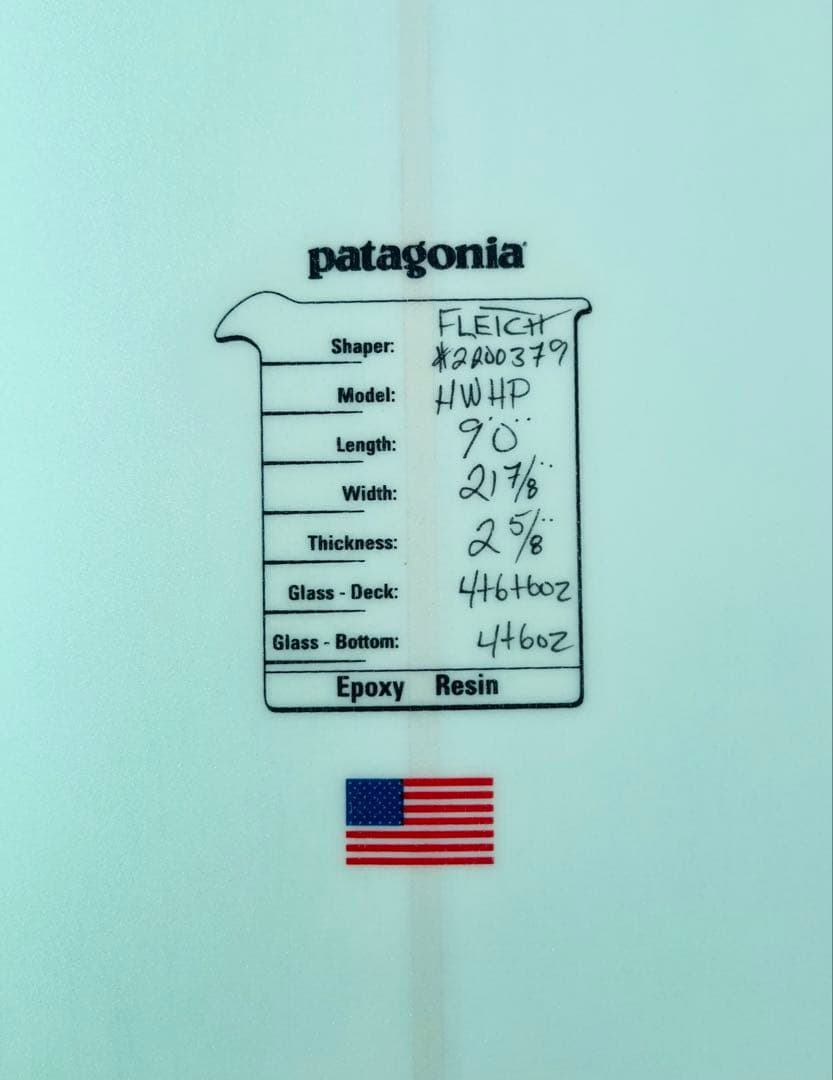 patagonia
Shaper: FLEICH
#2200379
Model: HWHP
Length: 9'0"
Width: 21 7/8"
Thickness: 2 5/8"
Glass - Deck: 4+6+6oz
Glass - Bottom: 4+6oz
Epoxy Resin